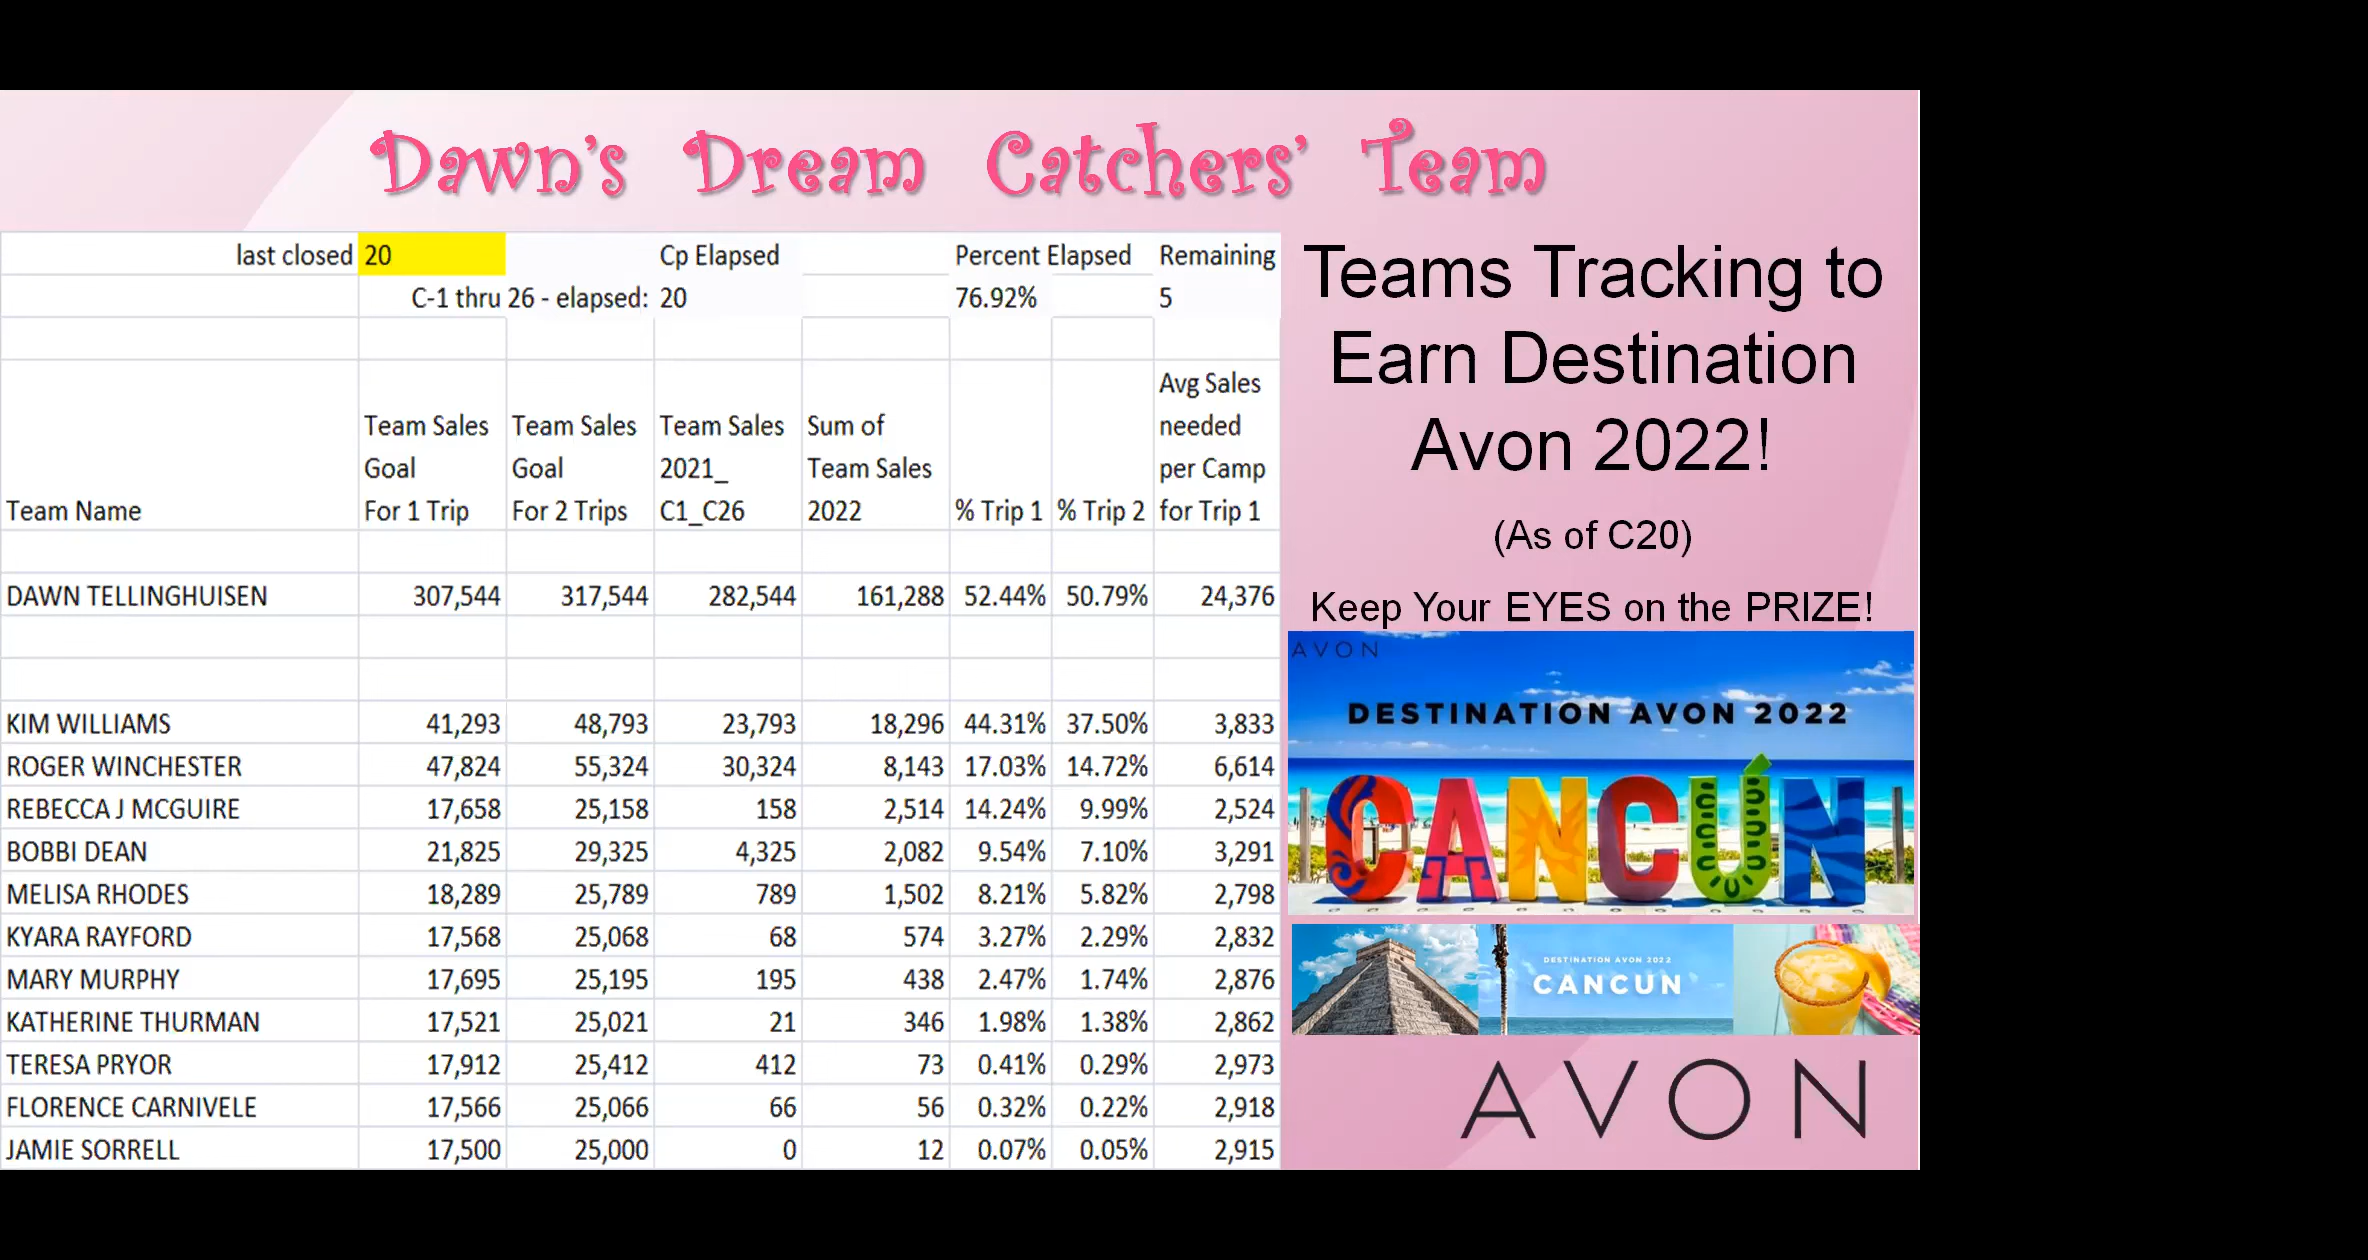 Dawn's Dream Catchers' Team
last closed 20 Cp Elapsed Percent Elapsed Remaining
C-1 thru 26 - elapsed: 20 76.92% 5
Team Name Team Sales Goal For 1 Trip Team Sales Goal For 2 Trips Team Sales 2021_ C1_C26 Sum of Team Sales 2022 % Trip 1 % Trip 2 Avg Sales needed per Camp for Trip 1
DAWN TELLINGHUISEN 307,544 317,544 282,544 161,288 52.44% 50.79% 24,376
KIM WILLIAMS 41,293 48,793 23,793 18,296 44.31% 37.50% 3,833
ROGER WINCHESTER 47,824 55,324 30,324 8,143 17.03% 14.72% 6,614
REBECCA J MCGUIRE 17,658 25,158 158 2,514 14.24% 9.99% 2,524
BOBBI DEAN 21,825 29,325 4,325 2,082 9.54% 7.10% 3,291
MELISA RHODES 18,289 25,789 789 1,502 8.21% 5.82% 2,798
KYARA RAYFORD 17,568 25,068 68 574 3.27% 2.29% 2,832
MARY MURPHY 17,695 25,195 195 438 2.47% 1.74% 2,876
KATHERINE THURMAN 17,521 25,021 21 346 1.98% 1.38% 2,862
TERESA PRYOR 17,912 25,412 412 73 0.41% 0.29% 2,973
FLORENCE CARNIVELE 17,566 25,066 66 56 0.32% 0.22% 2,918
JAMIE SORRELL 17,500 25,000 0 12 0.07% 0.05% 2,915
Teams Tracking to
Earn Destination
Avon 2022!
(As of C20)
Keep Your EYES on the PRIZE!
AVON
DESTINATION AVON 2022
CANCÚN
DESTINATION AVON 2022
CANCUN
AVON